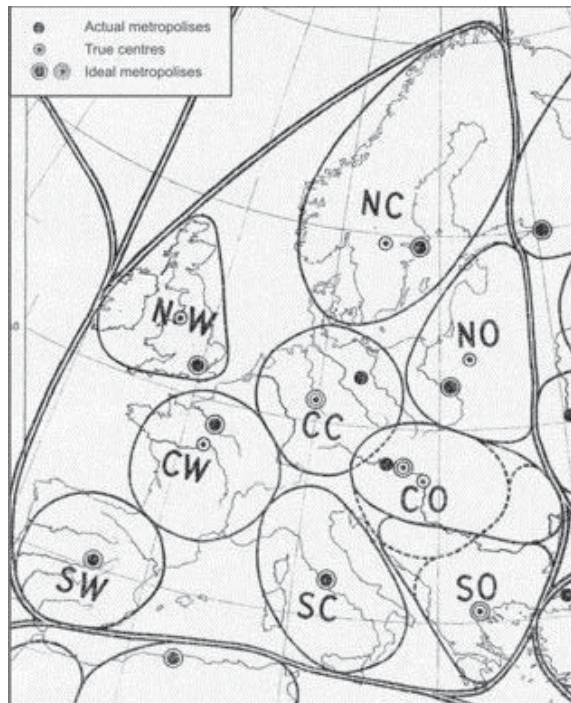 Actual metropolises
True centres
Ideal metropolises
NC
NW
NO
CC
CW
CO
SW
SC
SO